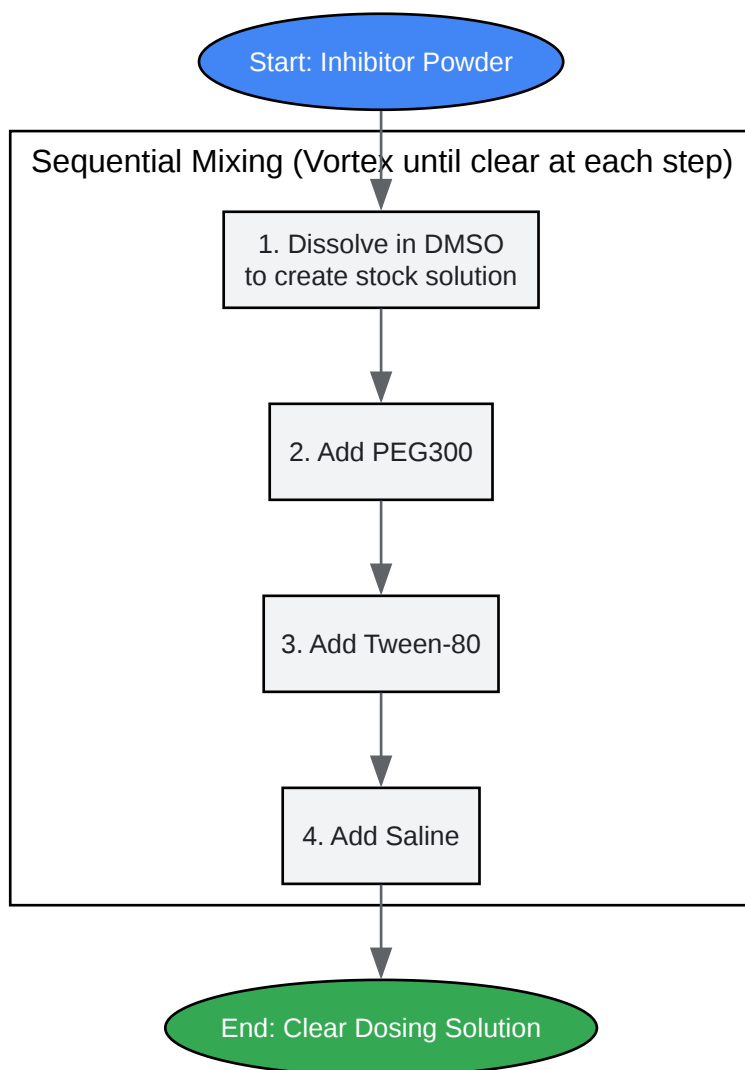 Start: Inhibitor Powder
Sequential Mixing (Vortex until clear at each step)
1. Dissolve in DMSO
to create stock solution
2. Add PEG300
3. Add Tween-80
4. Add Saline
End: Clear Dosing Solution